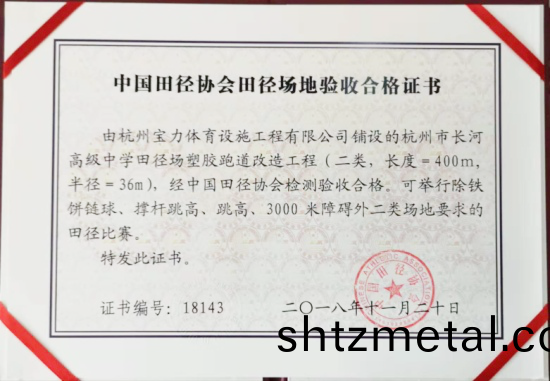 中国田径协会田径场地验收合格证书
由杭州宝力体育设施工程有限公司铺设的杭州市长河
高级中学田径场塑胶跑道改造工程（二类，长度=400m，
半径=36m），经中国田径协会检测验收合格。可举行除铁
饼链球、撑杆跳高、跳高、3000米障碍外二类场地要求的
田径比赛。
特发此证书。
证书编号：18143
二〇一八年十一月二十日
shtzmetal.co